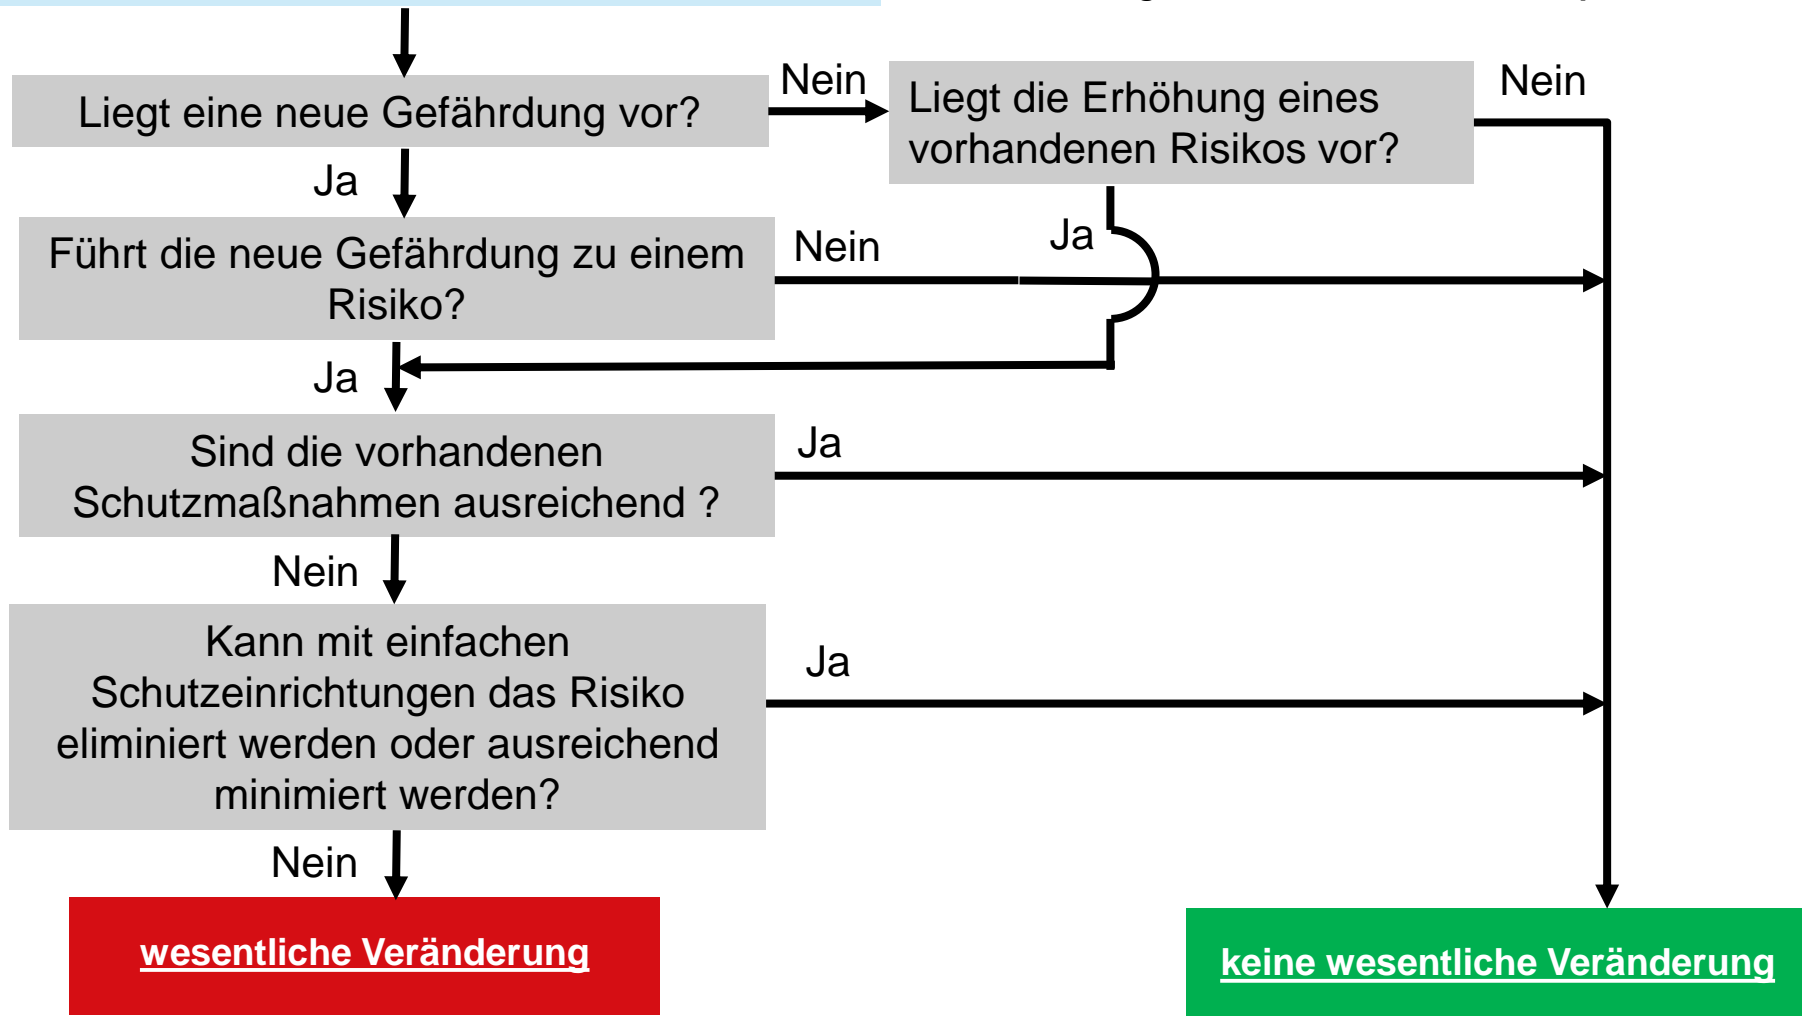 Liegt eine neue Gefährdung vor?
Nein
Liegt die Erhöhung eines
vorhandenen Risikos vor?
Nein
Ja
Führt die neue Gefährdung zu einem
Risiko?
Nein
Ja
Ja
Sind die vorhandenen
Schutzmaßnahmen ausreichend ?
Ja
Nein
Kann mit einfachen
Schutzeinrichtungen das Risiko
eliminiert werden oder ausreichend
minimiert werden?
Ja
Nein
wesentliche Veränderung
keine wesentliche Veränderung